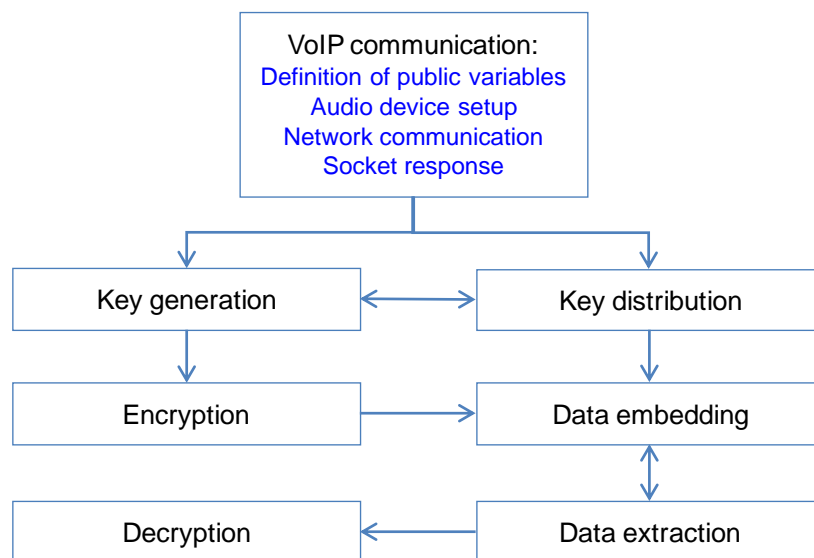 VoIP communication:
Definition of public variables
Audio device setup
Network communication
Socket response
Key generation
Key distribution
Encryption
Data embedding
Decryption
Data extraction